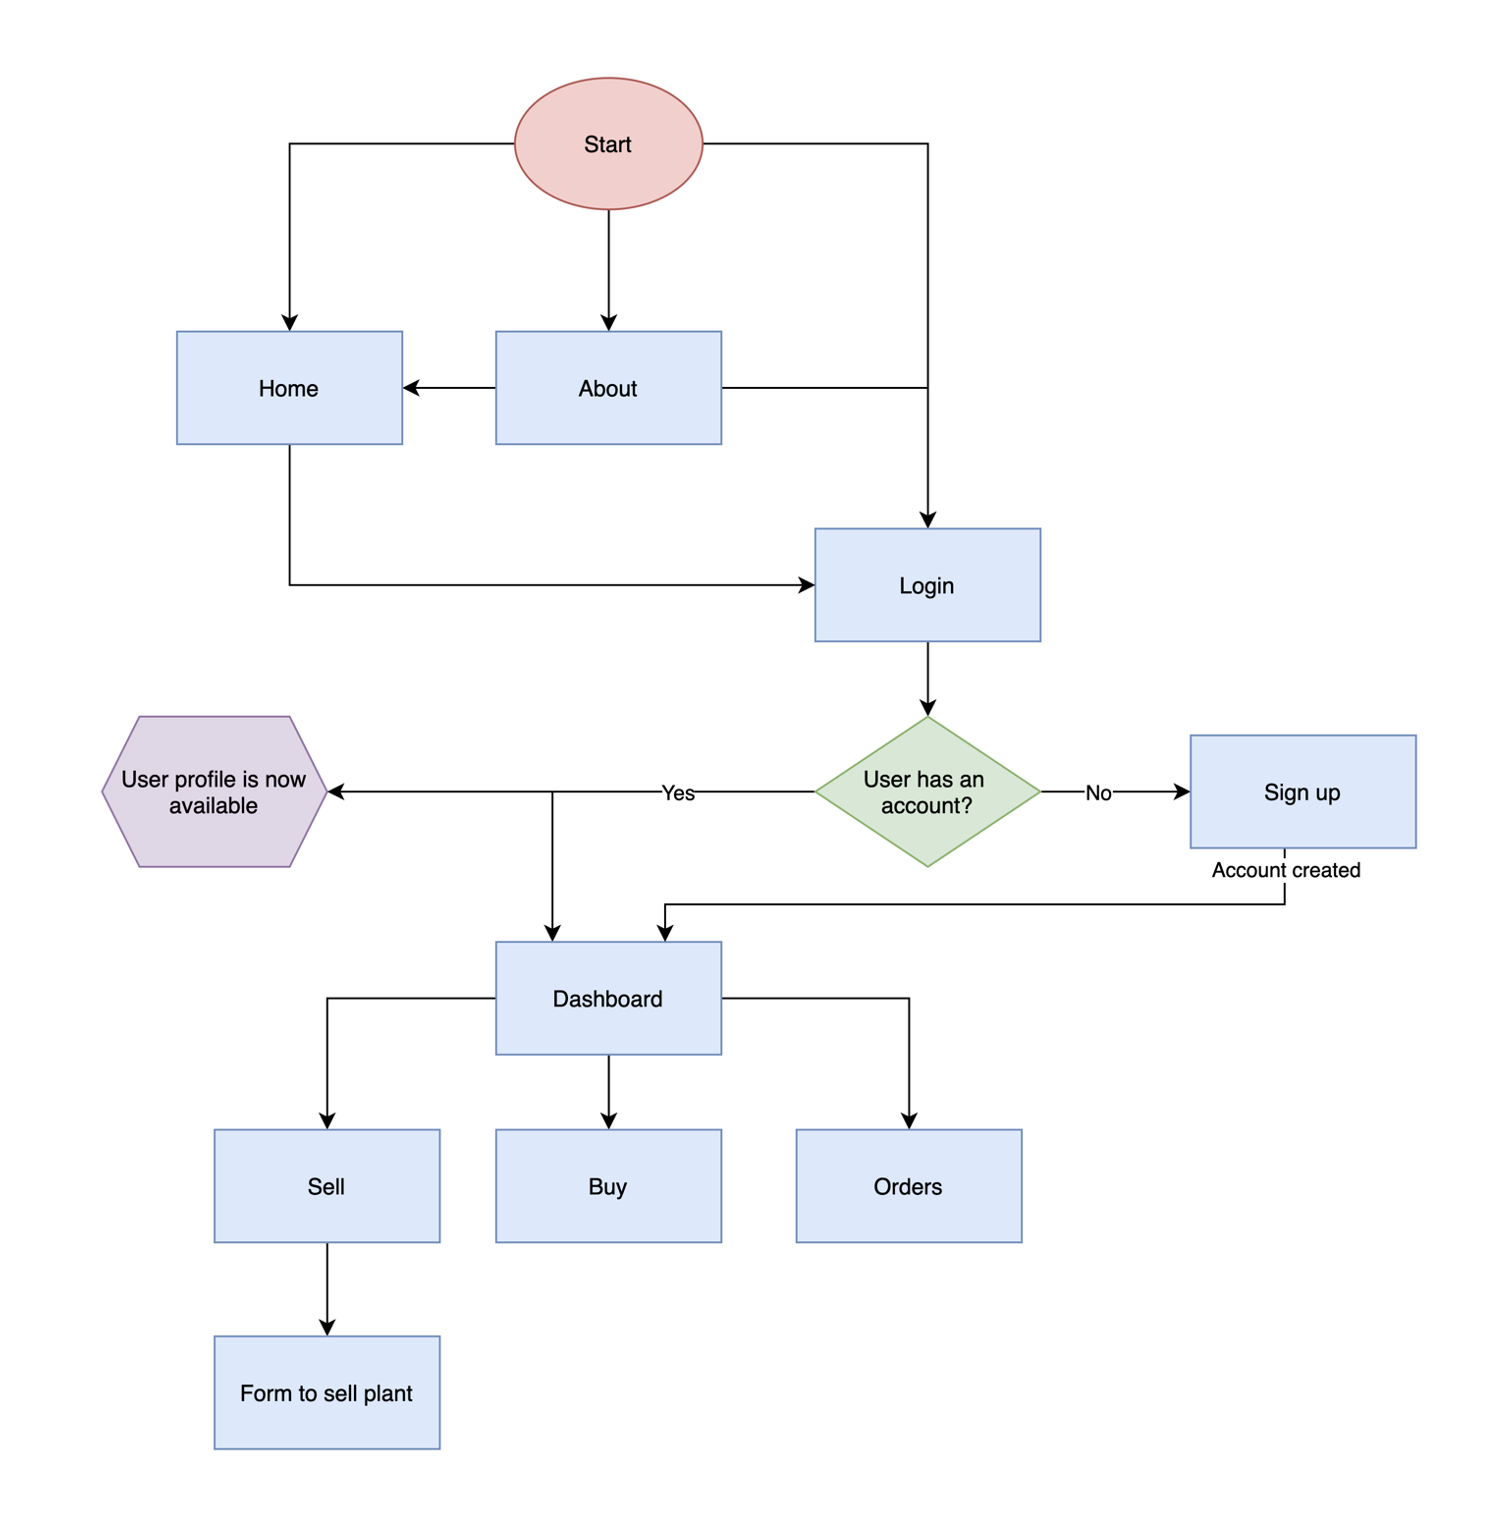 Start
Home
About
Login
User profile is now
available
Yes
User has an
account?
No
Sign up
Account created
Dashboard
Sell
Buy
Orders
Form to sell plant